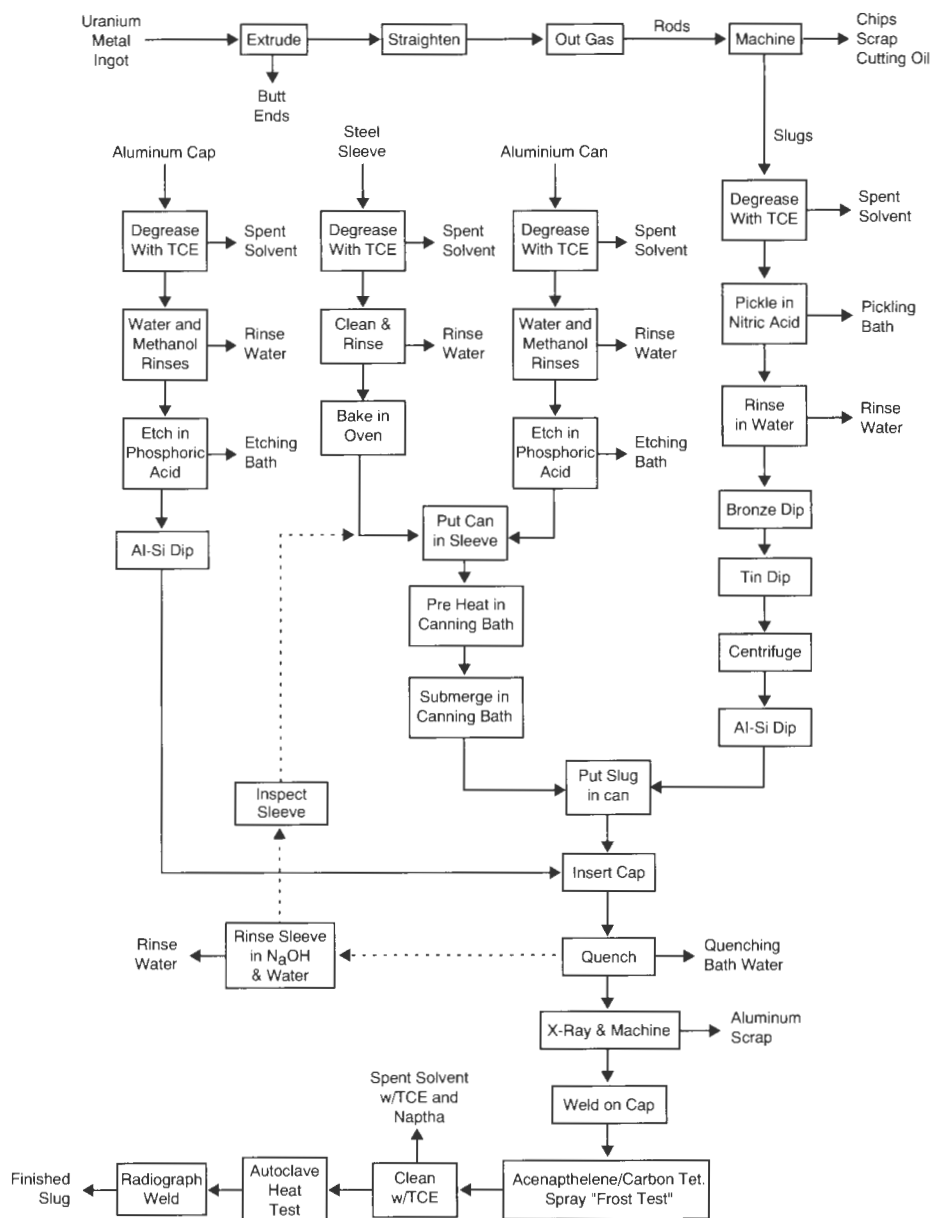 Uranium
Metal
Ingot
Extrude
Straighten
Out Gas
Rods
Machine
Chips
Scrap
Cutting Oil
Butt
Ends
Slugs
Aluminum Cap
Steel
Sleeve
Aluminium Can
Degrease
With TCE
Spent
Solvent
Degrease
With TCE
Spent
Solvent
Degrease
With TCE
Spent
Solvent
Degrease
With TCE
Spent
Solvent
Water and
Methanol
Rinses
Rinse
Water
Clean &
Rinse
Rinse
Water
Water and
Methanol
Rinses
Rinse
Water
Pickle in
Nitric Acid
Pickling
Bath
Etch in
Phosphoric
Acid
Etching
Bath
Bake in
Oven
Etch in
Phosphoric
Acid
Etching
Bath
Rinse
in Water
Rinse
Water
Al-Si Dip
Put Can
in Sleeve
Bronze Dip
Pre Heat in
Canning Bath
Tin Dip
Submerge in
Canning Bath
Centrifuge
Al-Si Dip
Inspect
Sleeve
Put Slug
in can
Insert Cap
Rinse
Water
Rinse Sleeve
in NaOH
& Water
Quench
Quenching
Bath Water
X-Ray & Machine
Aluminum
Scrap
Spent Solvent
w/TCE and
Naptha
Weld on Cap
Finished
Slug
Radiograph
Weld
Autoclave
Heat
Test
Clean
w/TCE
Acenapthelene/Carbon Tet.
Spray "Frost Test"